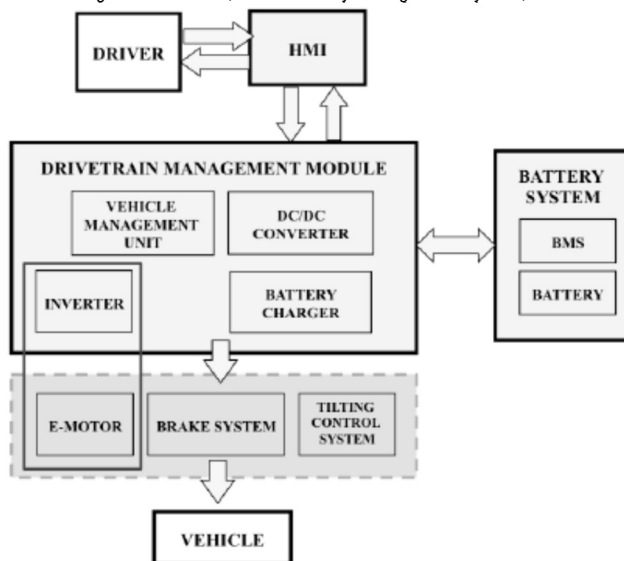 DRIVER
HMI
DRIVETRAIN MANAGEMENT MODULE
VEHICLE
MANAGEMENT
UNIT
DC/DC
CONVERTER
INVERTER
BATTERY
CHARGER
BATTERY
SYSTEM
BMS
BATTERY
E-MOTOR
BRAKE SYSTEM
TILTING
CONTROL
SYSTEM
VEHICLE